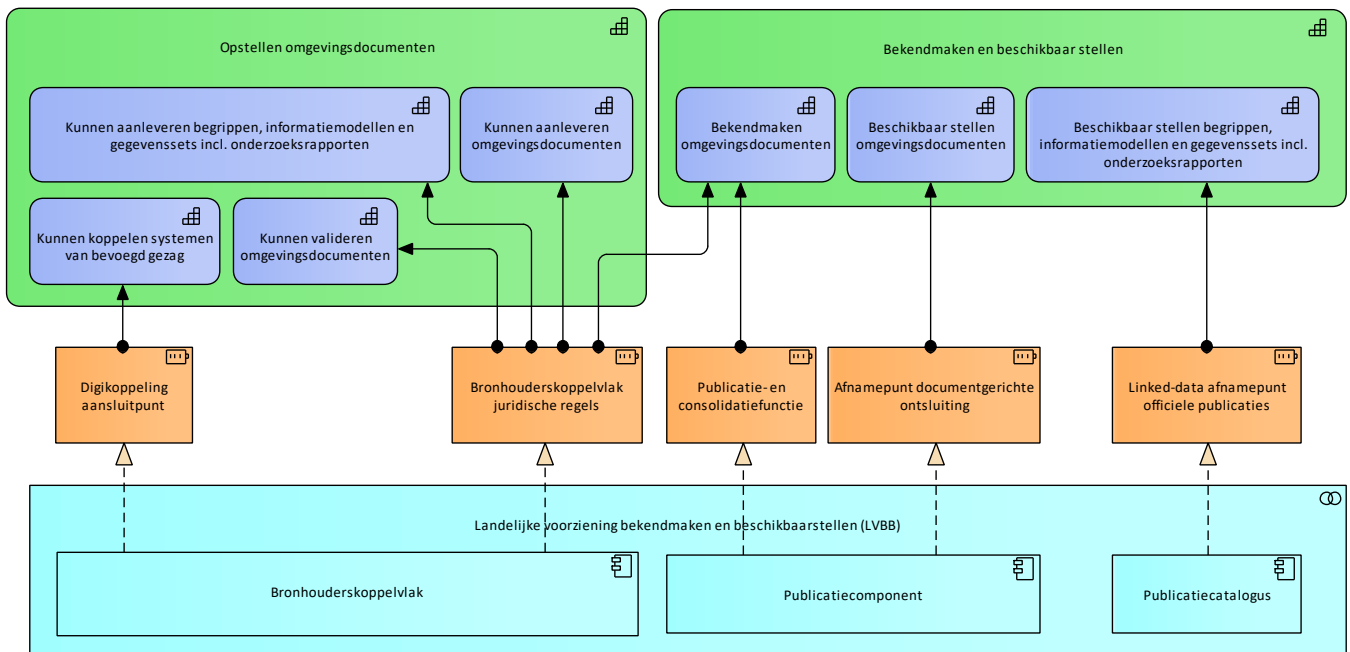 Opstellen omgevingsdocumenten
Kunnen aanleveren begrippen, informatiemodellen en
gegevenssets incl. onderzoeksrapporten
Kunnen aanleveren
omgevingsdocumenten
Kunnen koppelen systemen
van bevoegd gezag
Kunnen valideren
omgevingsdocumenten
Bekendmaken en beschikbaar stellen
Bekendmaken
omgevingsdocumenten
Beschikbaar stellen
omgevingsdocumenten
Beschikbaar stellen begrippen,
informatiemodellen en gegevenssets incl.
onderzoeksrapporten
Digikoppeling
aansluitpunt
Bronhouderskoppelvlak
juridische regels
Publicatie- en
consolidatiefunctie
Afnamepunt documentgerichte
ontsluiting
Linked-data afnamepunt
officiele publicaties
Landelijke voorziening bekendmaken en beschikbaarstellen (LVBB)
Bronhouderskoppelvlak
Publicatiecomponent
Publicatiecatalogus